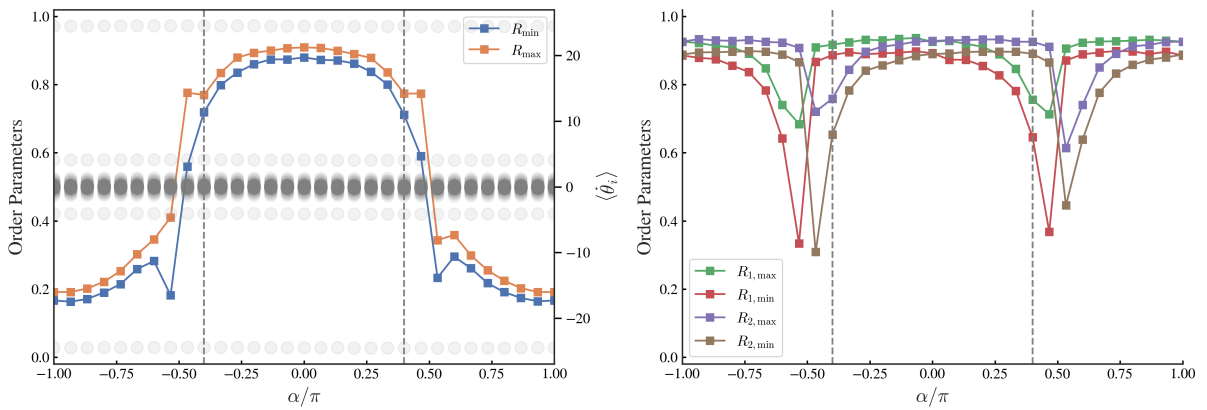 1.0
0.8
0.6
0.4
0.2
0.0
Order Parameters
R_min
R_max
20
10
0
−10
−20
⟨θ̇_i⟩
−1.00 −0.75 −0.50 −0.25 0.00 0.25 0.50 0.75 1.00
α/π
1.0
0.8
0.6
0.4
0.2
0.0
Order Parameters
R_1,max
R_1,min
R_2,max
R_2,min
−1.00 −0.75 −0.50 −0.25 0.00 0.25 0.50 0.75 1.00
α/π